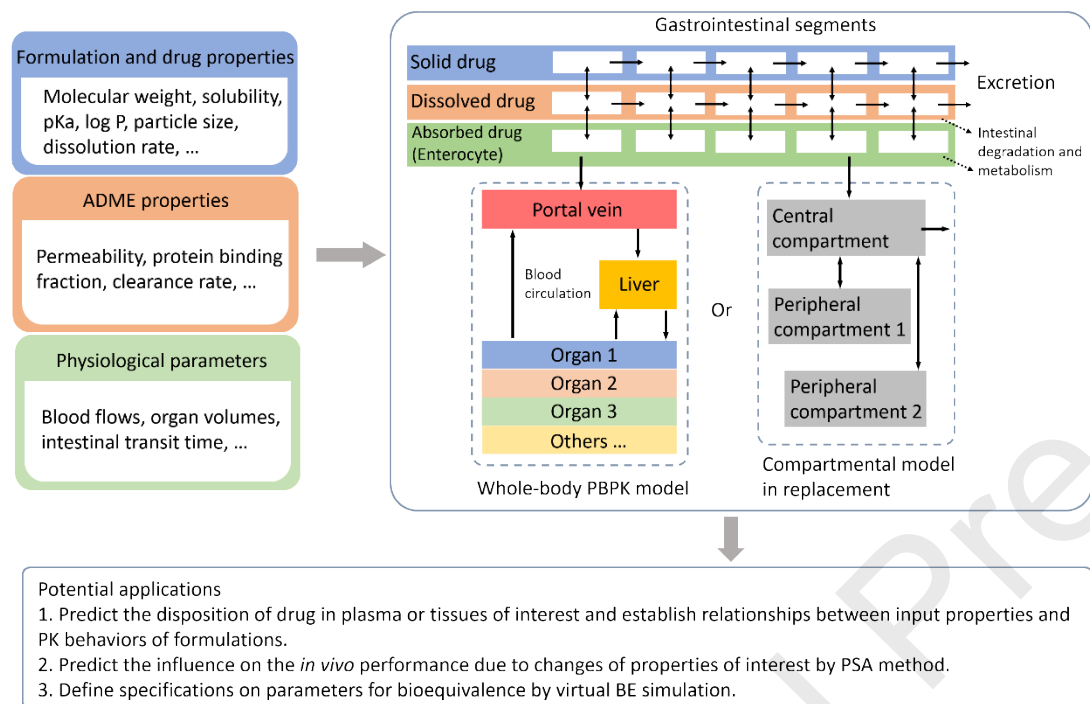 Formulation and drug properties
Molecular weight, solubility,
pKa, log P, particle size,
dissolution rate, ...
ADME properties
Permeability, protein binding
fraction, clearance rate, ...
Physiological parameters
Blood flows, organ volumes,
intestinal transit time, ...
Gastrointestinal segments
Solid drug
Dissolved drug
Absorbed drug
(Enterocyte)
Excretion
Intestinal
degradation and
metabolism
Portal vein
Blood
circulation
Liver
Organ 1
Organ 2
Organ 3
Others ...
Whole-body PBPK model
Or
Central
compartment
Peripheral
compartment 1
Peripheral
compartment 2
Compartmental model
in replacement
Potential applications
1. Predict the disposition of drug in plasma or tissues of interest and establish relationships between input properties and
PK behaviors of formulations.
2. Predict the influence on the in vivo performance due to changes of properties of interest by PSA method.
3. Define specifications on parameters for bioequivalence by virtual BE simulation.